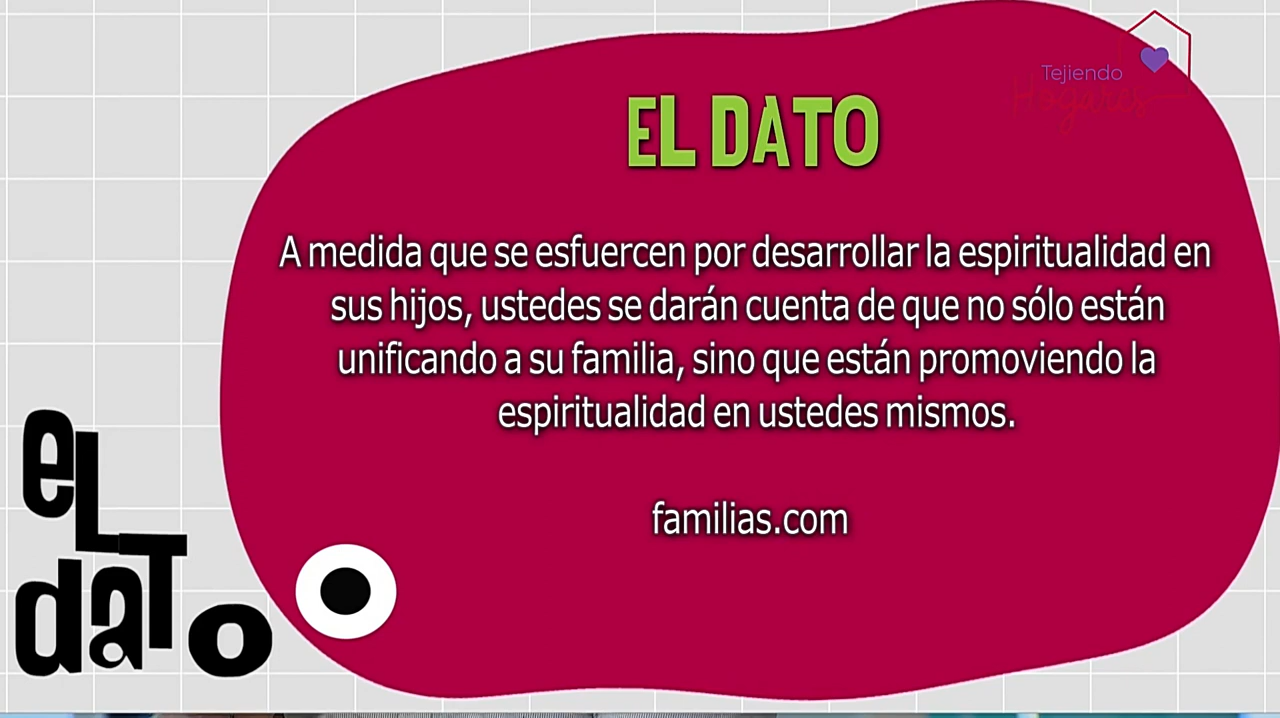 Tejiendo
Hogares
EL DATO
A medida que se esfuercen por desarrollar la espiritualidad en
sus hijos, ustedes se darán cuenta de que no sólo están
unificando a su familia, sino que están promoviendo la
espiritualidad en ustedes mismos.
familias.com
eL
daTo